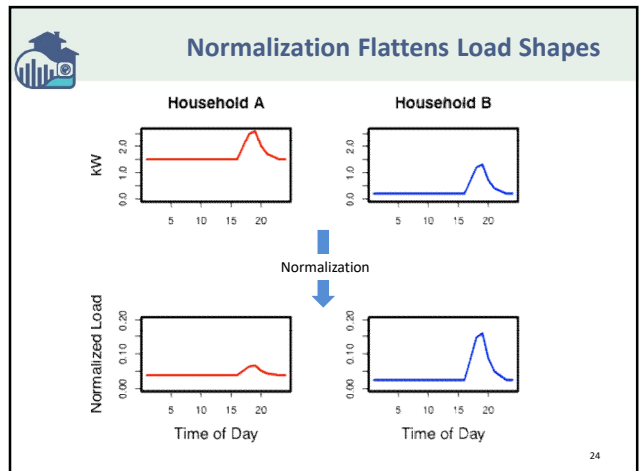 Normalization Flattens Load Shapes
Household A
Household B
kW
0.0 1.0 2.0
5 10 15 20
0.0 1.0 2.0
5 10 15 20
Normalization
Normalized Load
0.00 0.10 0.20
5 10 15 20
Time of Day
0.00 0.10 0.20
5 10 15 20
Time of Day
24